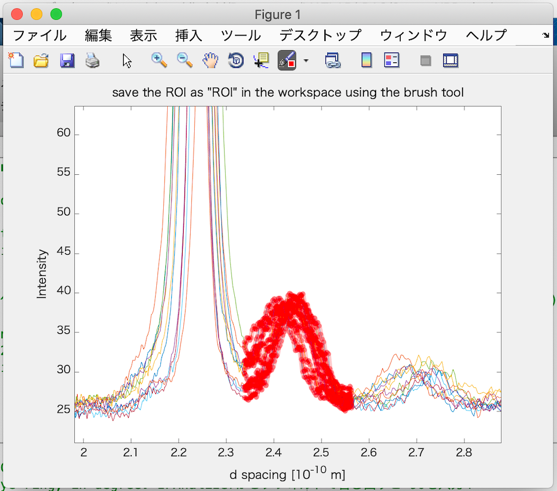 Figure 1
ファイル 編集 表示 挿入 ツール デスクトップ ウィンドウ ヘルプ
save the ROI as "ROI" in the workspace using the brush tool
60
55
50
45
40
35
30
25
Intensity
2 2.1 2.2 2.3 2.4 2.5 2.6 2.7 2.8
d spacing [10⁻¹⁰ m]